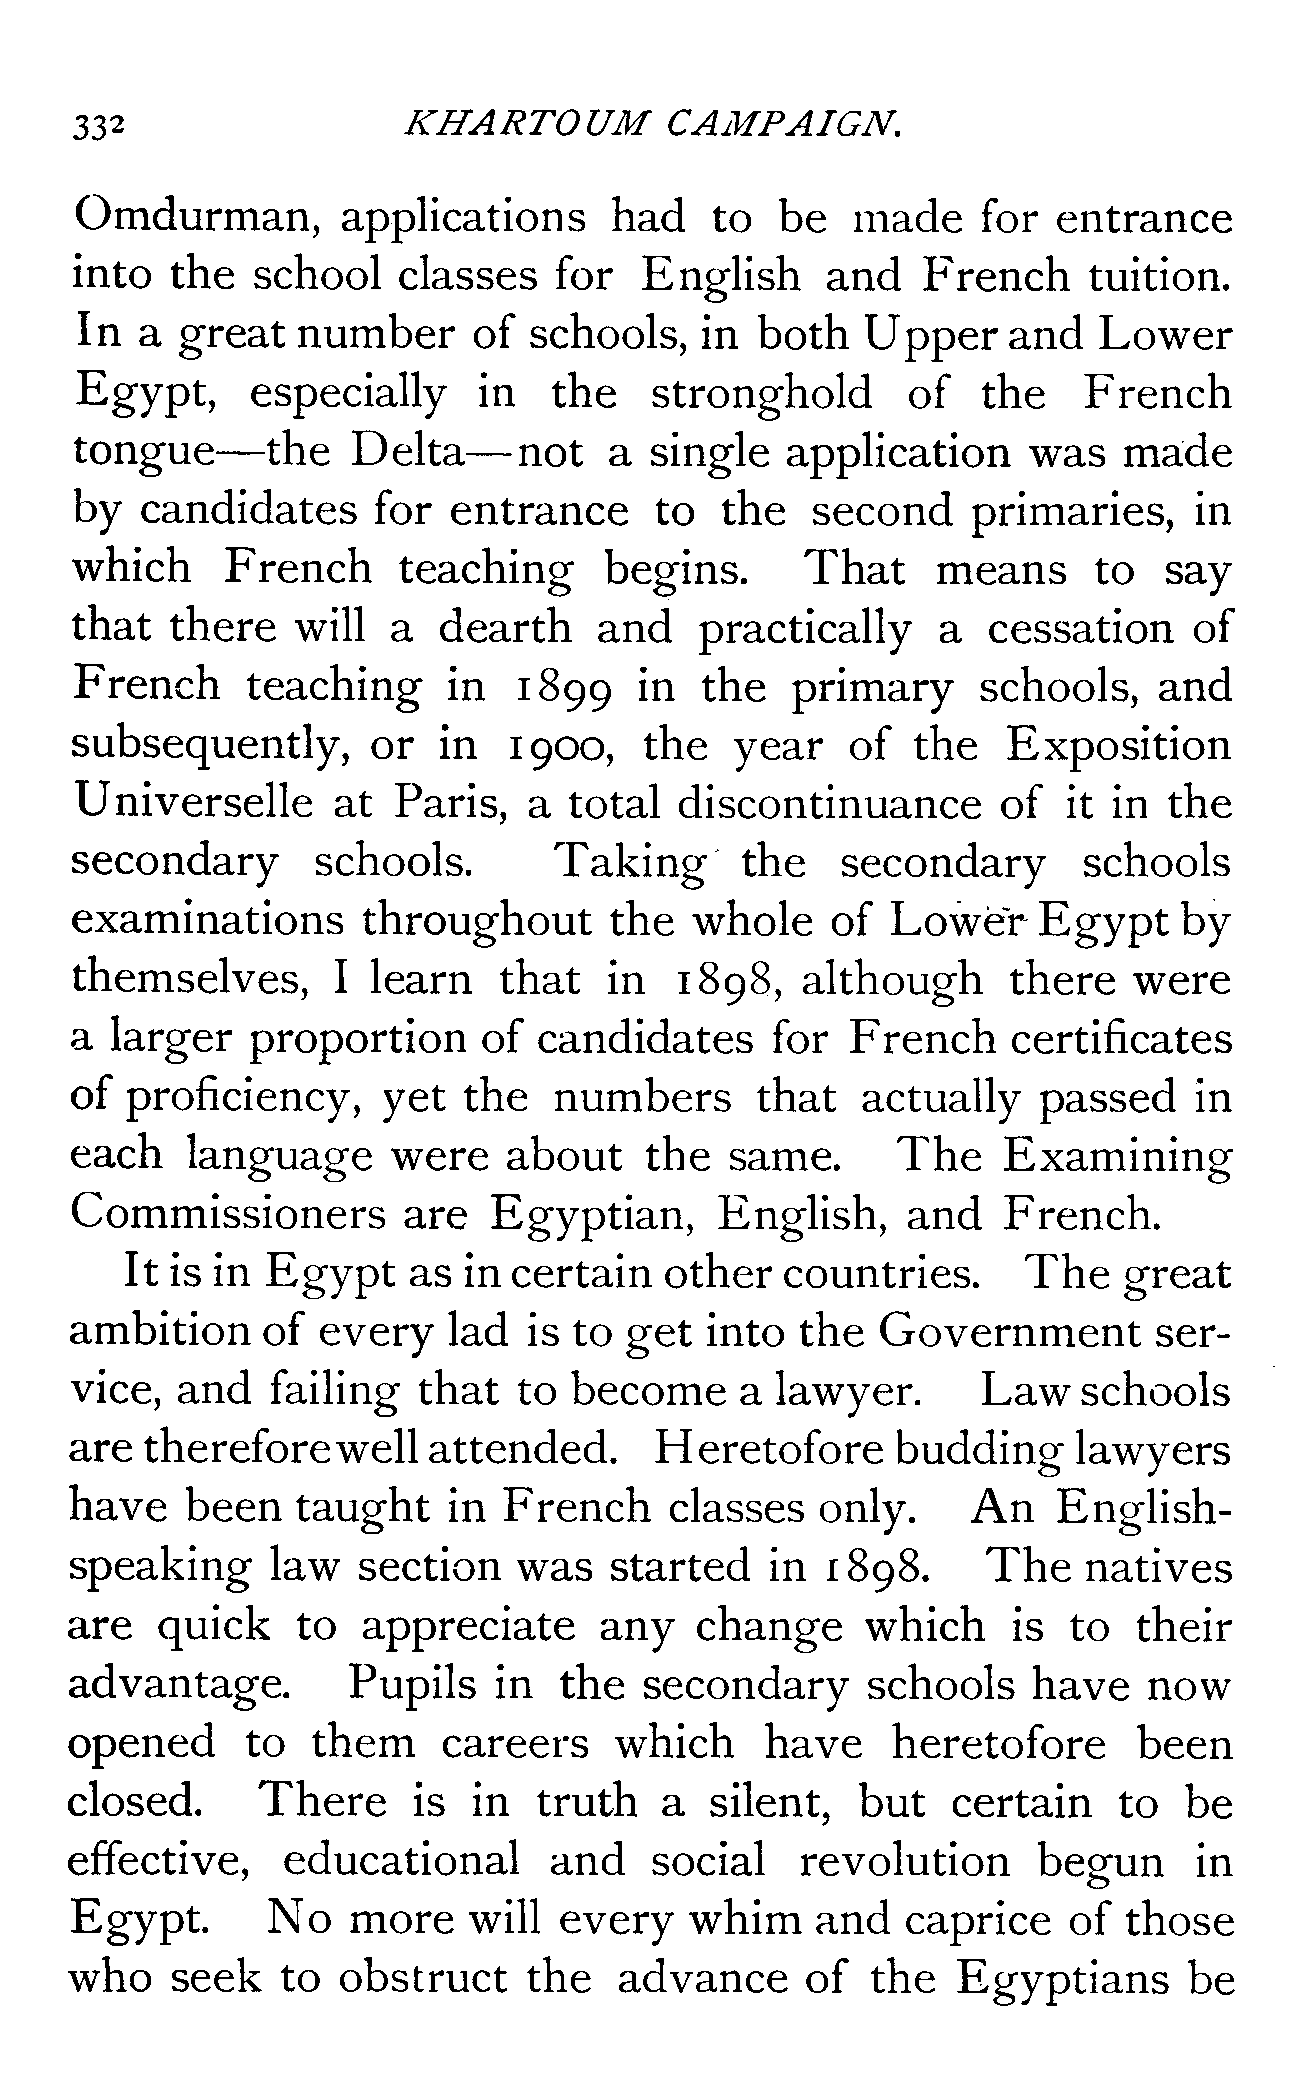 332 KHARTOUM CAMPAIGN.
Omdurman, applications had to be made for entrance
into the school classes for English and French tuition.
In a great number of schools, in both Upper and Lower
Egypt, especially in the stronghold of the French
tongue—the Delta—not a single application was made
by candidates for entrance to the second primaries, in
which French teaching begins. That means to say
that there will a dearth and practically a cessation of
French teaching in 1899 in the primary schools, and
subsequently, or in 1900, the year of the Exposition
Universelle at Paris, a total discontinuance of it in the
secondary schools. Taking the secondary schools
examinations throughout the whole of Lower Egypt by
themselves, I learn that in 1898, although there were
a larger proportion of candidates for French certificates
of proficiency, yet the numbers that actually passed in
each language were about the same. The Examining
Commissioners are Egyptian, English, and French.
It is in Egypt as in certain other countries. The great
ambition of every lad is to get into the Government ser-
vice, and failing that to become a lawyer. Law schools
are therefore well attended. Heretofore budding lawyers
have been taught in French classes only. An English-
speaking law section was started in 1898. The natives
are quick to appreciate any change which is to their
advantage. Pupils in the secondary schools have now
opened to them careers which have heretofore been
closed. There is in truth a silent, but certain to be
effective, educational and social revolution begun in
Egypt. No more will every whim and caprice of those
who seek to obstruct the advance of the Egyptians be